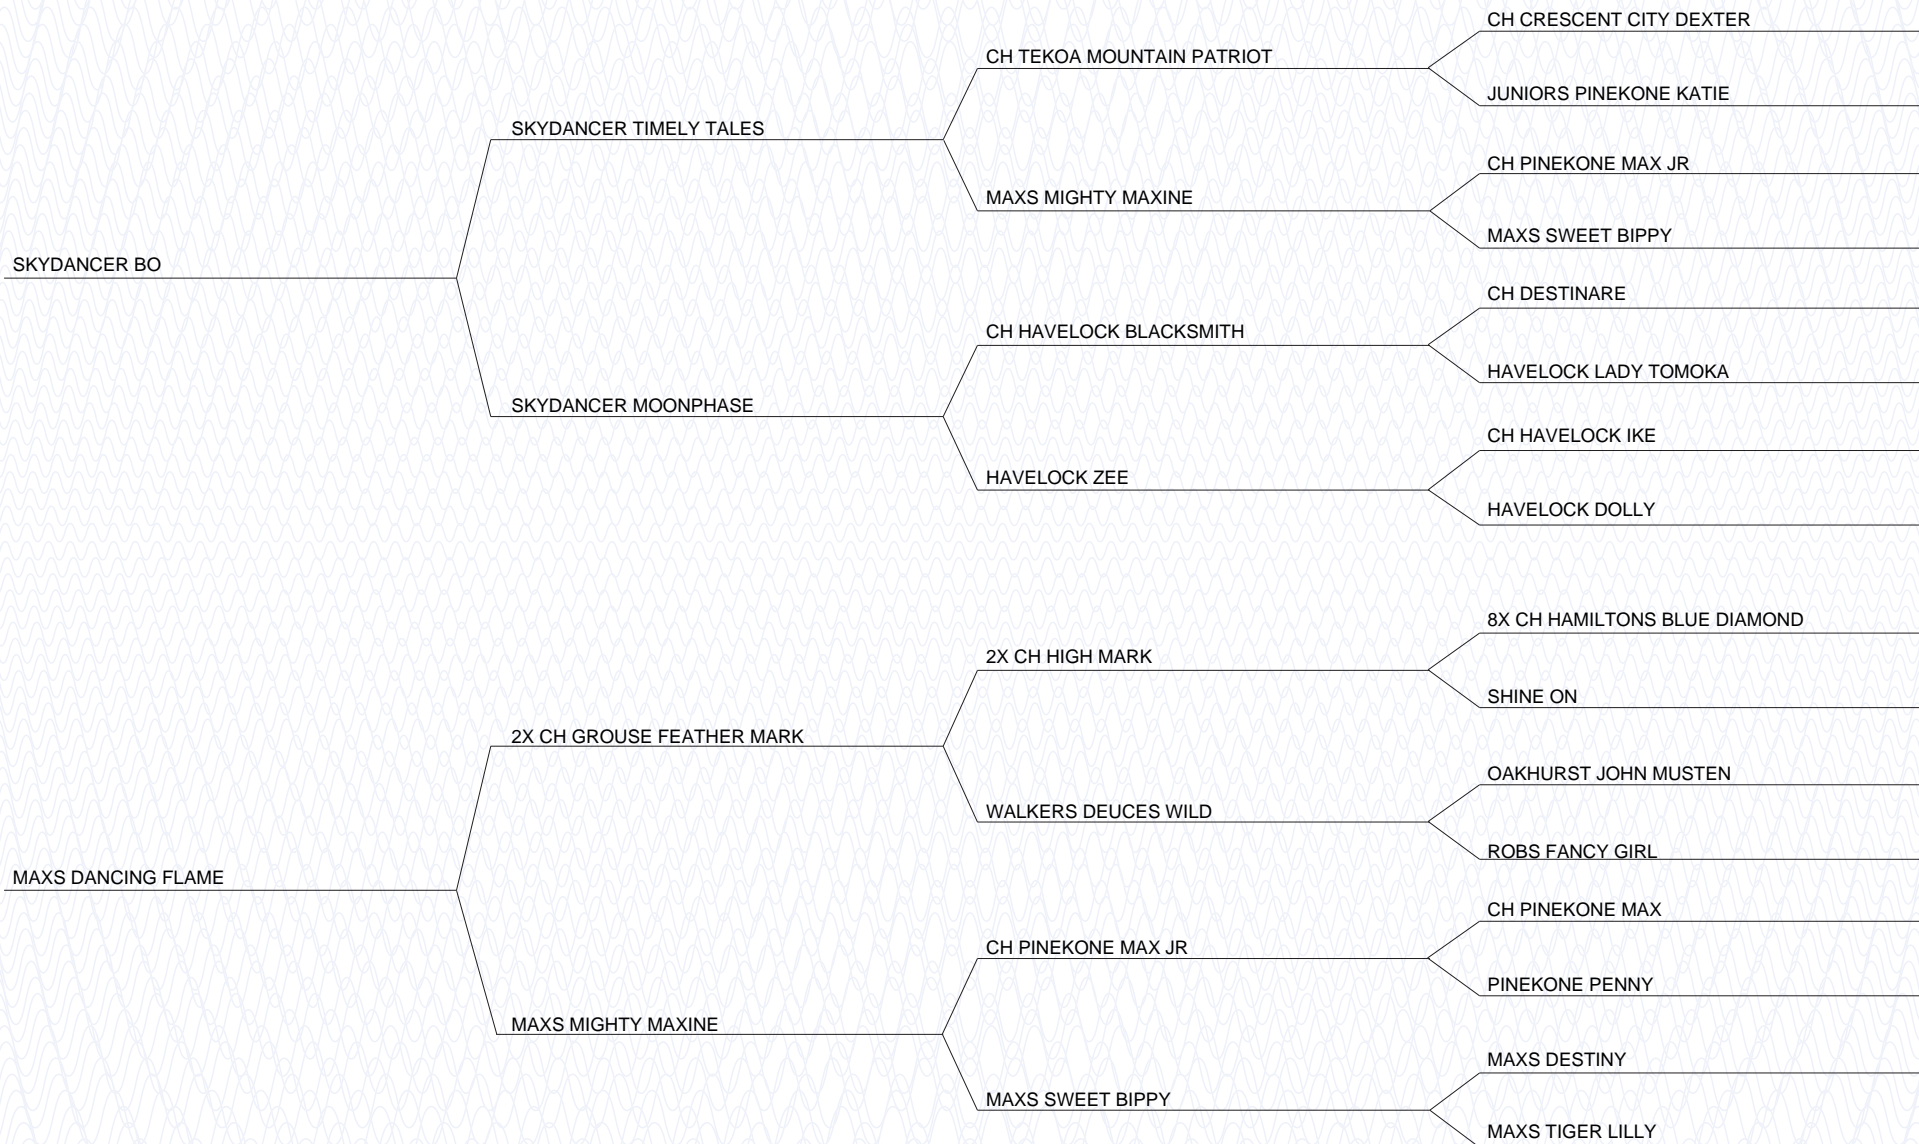 CH CRESCENT CITY DEXTER
CH TEKOA MOUNTAIN PATRIOT
JUNIORS PINEKONE KATIE
SKYDANCER TIMELY TALES
CH PINEKONE MAX JR
MAXS MIGHTY MAXINE
MAXS SWEET BIPPY
SKYDANCER BO
CH DESTINARE
CH HAVELOCK BLACKSMITH
HAVELOCK LADY TOMOKA
SKYDANCER MOONPHASE
CH HAVELOCK IKE
HAVELOCK ZEE
HAVELOCK DOLLY
8X CH HAMILTONS BLUE DIAMOND
2X CH HIGH MARK
SHINE ON
2X CH GROUSE FEATHER MARK
OAKHURST JOHN MUSTEN
WALKERS DEUCES WILD
ROBS FANCY GIRL
MAXS DANCING FLAME
CH PINEKONE MAX
CH PINEKONE MAX JR
PINEKONE PENNY
MAXS MIGHTY MAXINE
MAXS DESTINY
MAXS SWEET BIPPY
MAXS TIGER LILLY